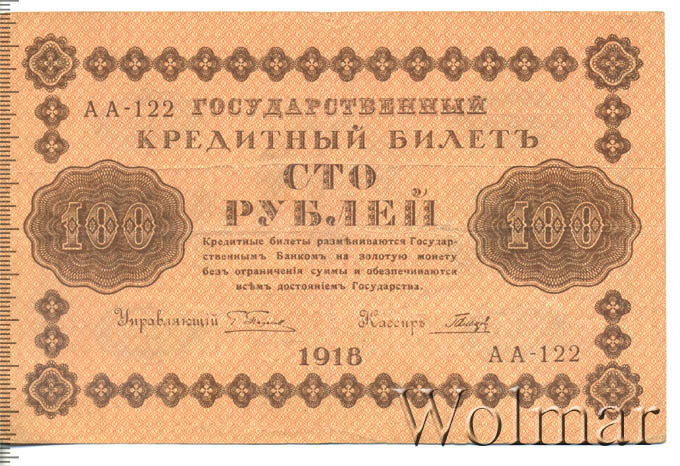 АА-122 ГОСУДАРСТВЕННЫЙ
КРЕДИТНЫЙ БИЛЕТЪ
СТО
РУБЛЕЙ
100
100
Кредитные билеты размѣниваются Государ-
ственнымъ Банкомъ на золотую монету
безъ ограниченія суммы и обезпечиваются
всѣмъ достояніемъ Государства.
Управляющій
Кассиръ
1918
АА-122
Wolmar